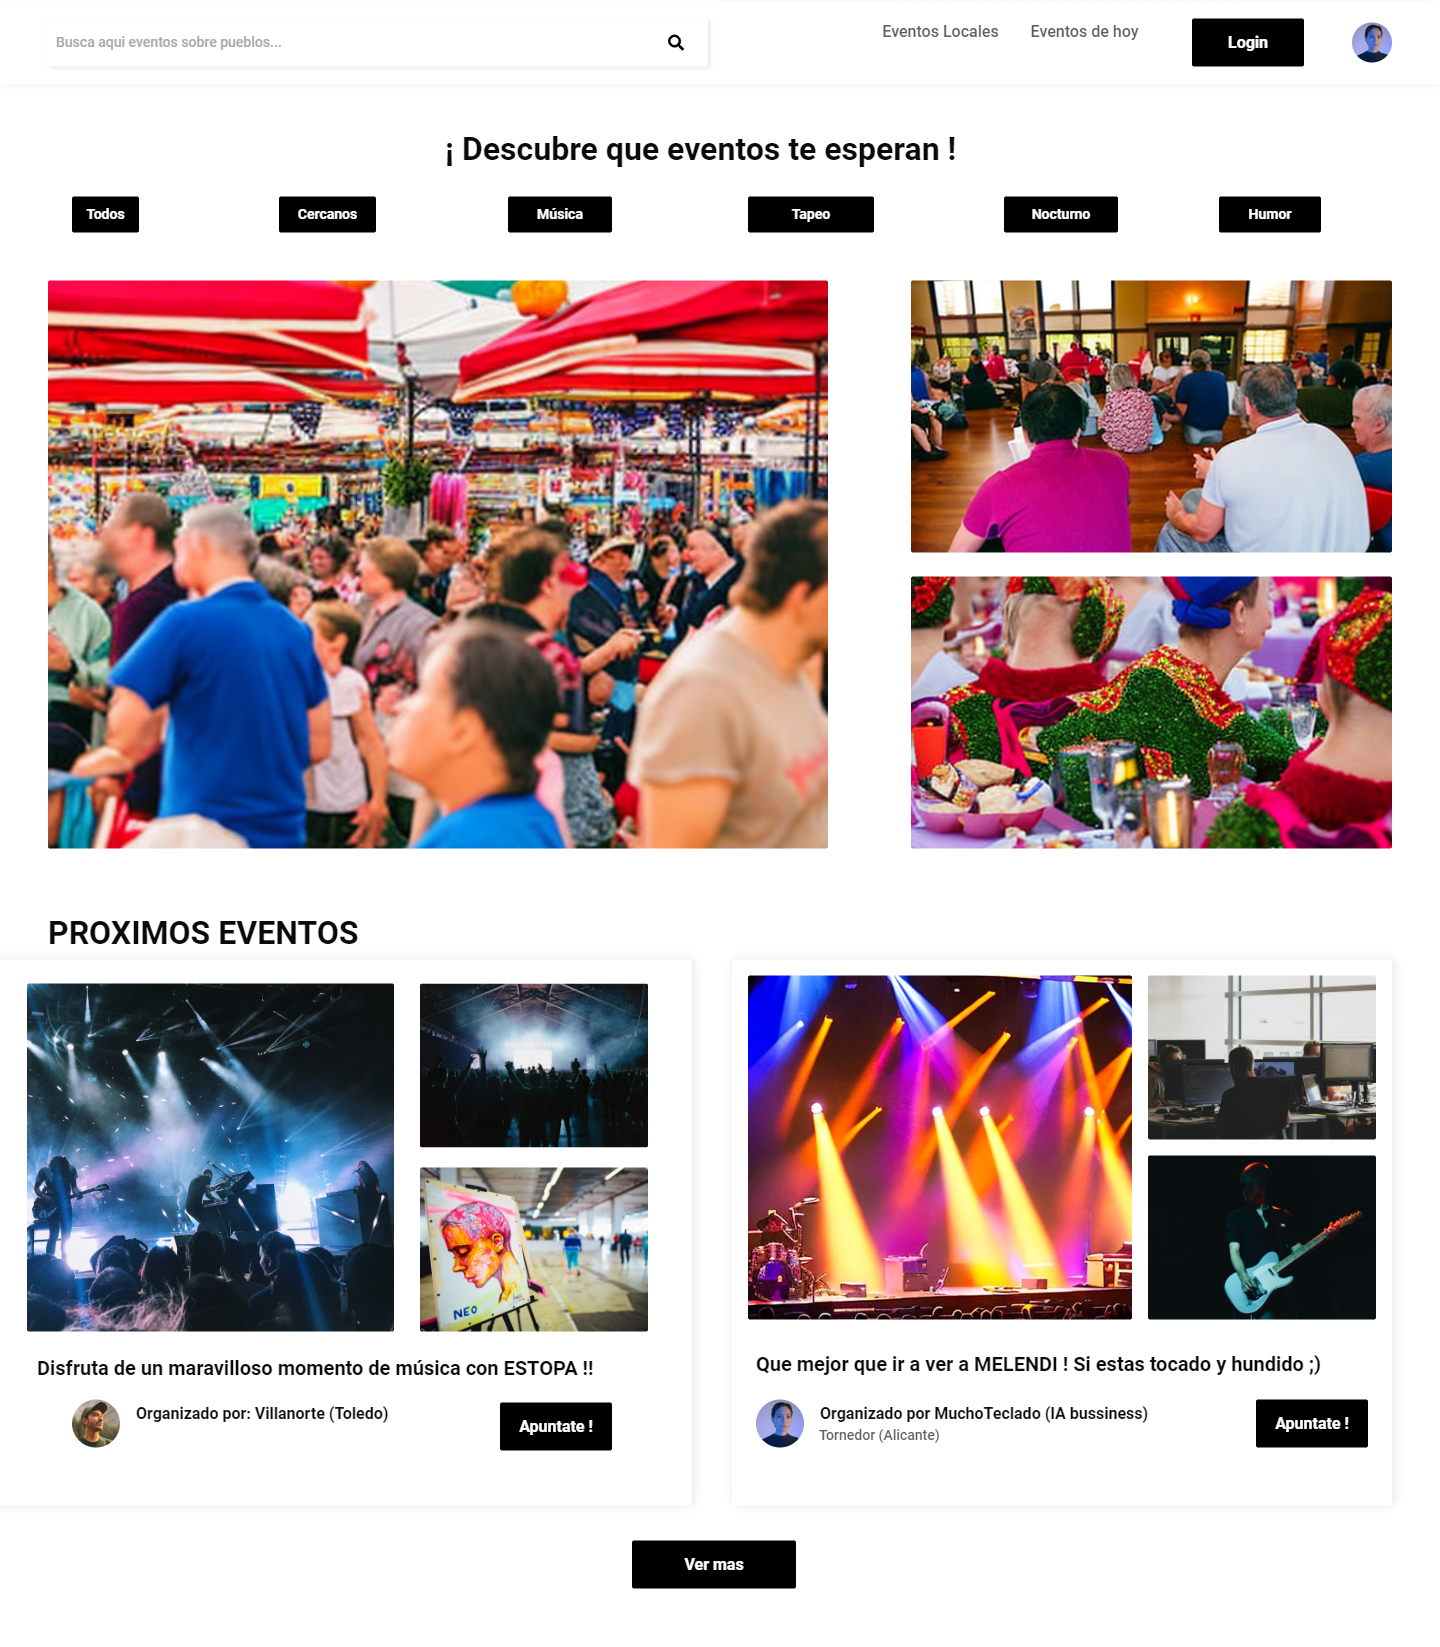 Busca aqui eventos sobre pueblos...
Eventos Locales
Eventos de hoy
Login
¡ Descubre que eventos te esperan !
Todos
Cercanos
Música
Tapeo
Nocturno
Humor
PROXIMOS EVENTOS
NEO
Disfruta de un maravilloso momento de música con ESTOPA !!
Organizado por: Villanorte (Toledo)
Apuntate !
Que mejor que ir a ver a MELENDI ! Si estas tocado y hundido ;)
Organizado por MuchoTeclado (IA bussiness)
Tornedor (Alicante)
Apuntate !
Ver mas